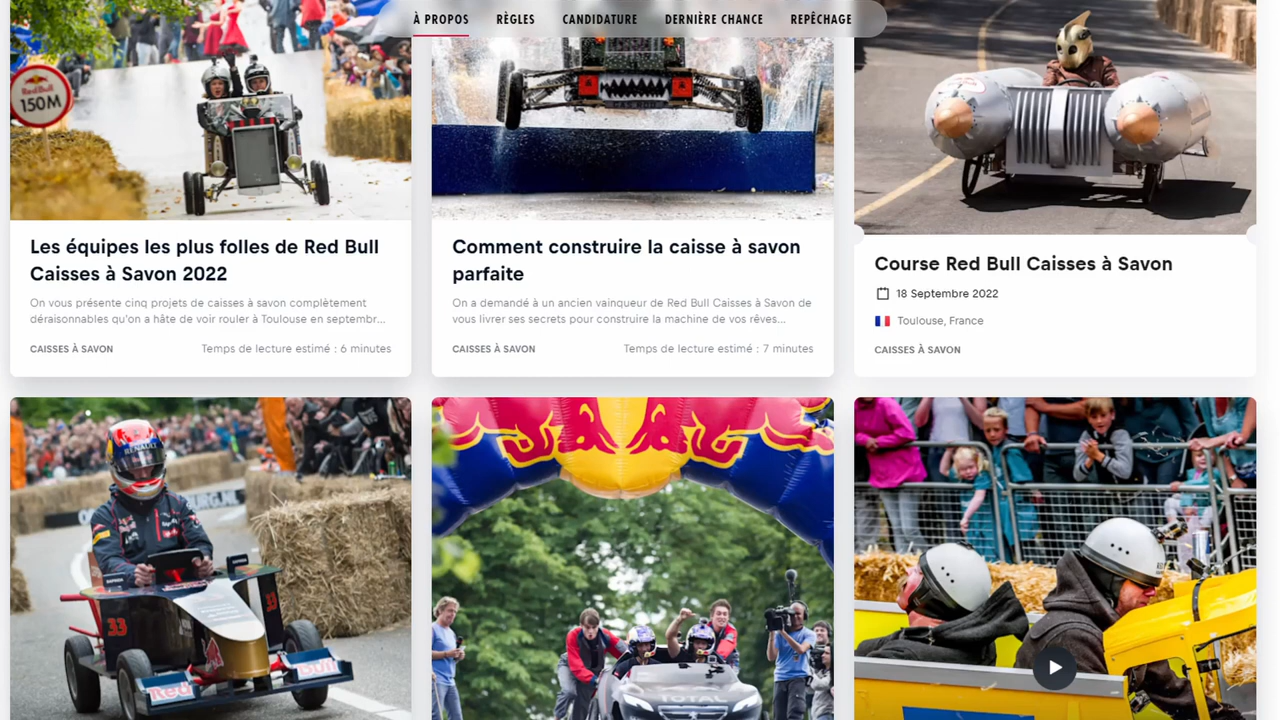 À PROPOS RÈGLES CANDIDATURE DERNIÈRE CHANCE REPÊCHAGE
Red Bull
150M
Les équipes les plus folles de Red Bull
Caisses à Savon 2022
On vous présente cinq projets de caisses à savon complètement
déraisonnables qu'on a hâte de voir rouler à Toulouse en septembr...
CAISSES À SAVON
Temps de lecture estimé : 6 minutes
Comment construire la caisse à savon
parfaite
On a demandé à un ancien vainqueur de Red Bull Caisses à Savon de
vous livrer ses secrets pour construire la machine de vos rêves...
CAISSES À SAVON
Temps de lecture estimé : 7 minutes
Course Red Bull Caisses à Savon
18 Septembre 2022
Toulouse, France
CAISSES À SAVON
RENAULT
33
33
Red
Bull
TOTAL